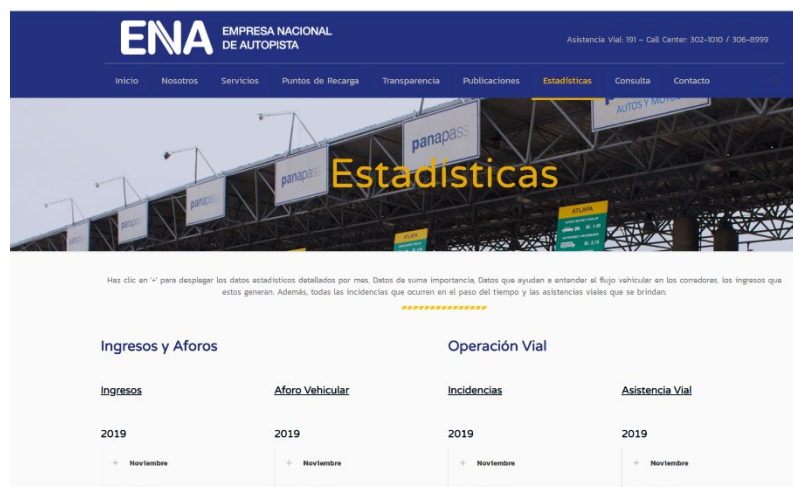 ENA EMPRESA NACIONAL
DE AUTOPISTA
Asistencia Vial: 191 – Call Center: 302-1010 / 306-8999
Inicio Nosotros Servicios Puntos de Recarga Transparencia Publicaciones Estadísticas Consulta Contacto
AUTOS Y
panapass
panapass
panapass
Estadísticas
ATLAPA
ATLAPA
Haz clic en '+' para desplegar los datos estadísticos detallados por mes, Datos de suma importancia, Datos que ayudan a entender el flujo vehicular en los corredores, los ingresos que
estos generan. Además, todas las incidencias que ocurren en el paso del tiempo y las asistencias viales que se brindan.
Ingresos y Aforos Operación Vial
Ingresos Aforo Vehicular Incidencias Asistencia Vial
2019 2019 2019 2019
+ Noviembre + Noviembre + Noviembre + Noviembre